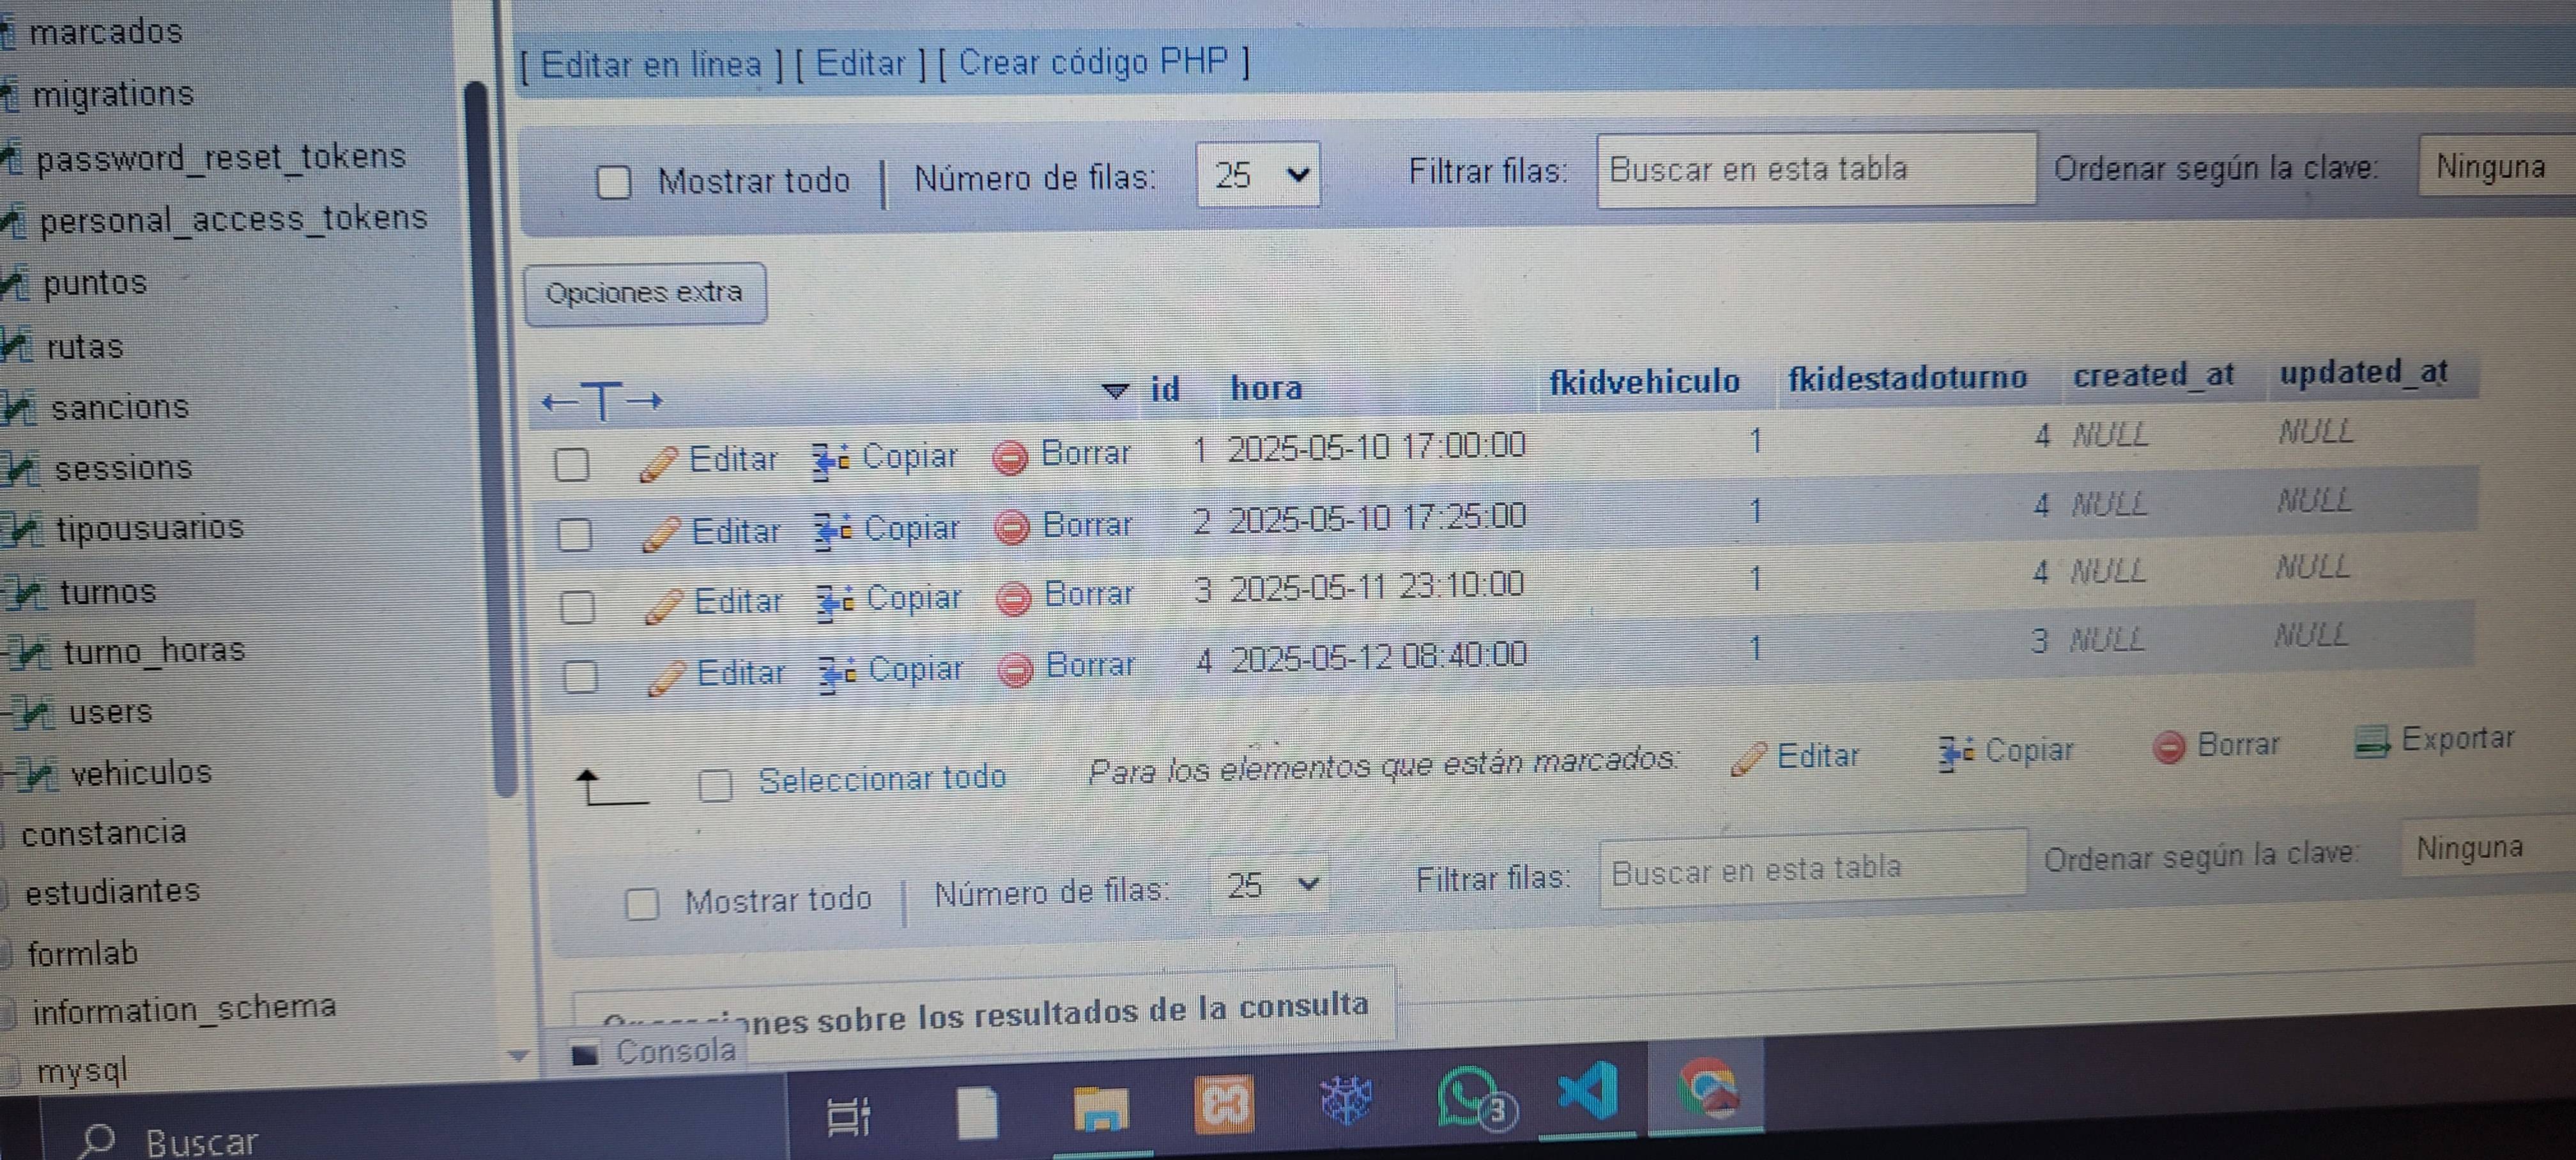 marcados
migrations
password_reset_tokens
personal_access_tokens
puntos
rutas
sancions
sessions
tipousuarios
turnos
turno_horas
users
vehiculos
constancia
estudiantes
formlab
information_schema
mysql
[ Editar en línea ] [ Editar ] [ Crear código PHP ]
Mostrar todo | Número de filas: 25 Filtrar filas: Buscar en esta tabla Ordenar según la clave: Ninguna
Opciones extra
←T→ id hora fkidvehiculo fkidestadoturno created_at updated_at
Editar Copiar Borrar 1 2025-05-10 17:00:00 1 4 NULL NULL
Editar Copiar Borrar 2 2025-05-10 17:25:00 1 4 NULL NULL
Editar Copiar Borrar 3 2025-05-11 23:10:00 1 4 NULL NULL
Editar Copiar Borrar 4 2025-05-12 08:40:00 1 3 NULL NULL
Seleccionar todo Para los elementos que están marcados: Editar Copiar Borrar Exportar
Mostrar todo | Número de filas: 25 Filtrar filas: Buscar en esta tabla Ordenar según la clave: Ninguna
sobre los resultados de la consulta
Consola
Buscar
3